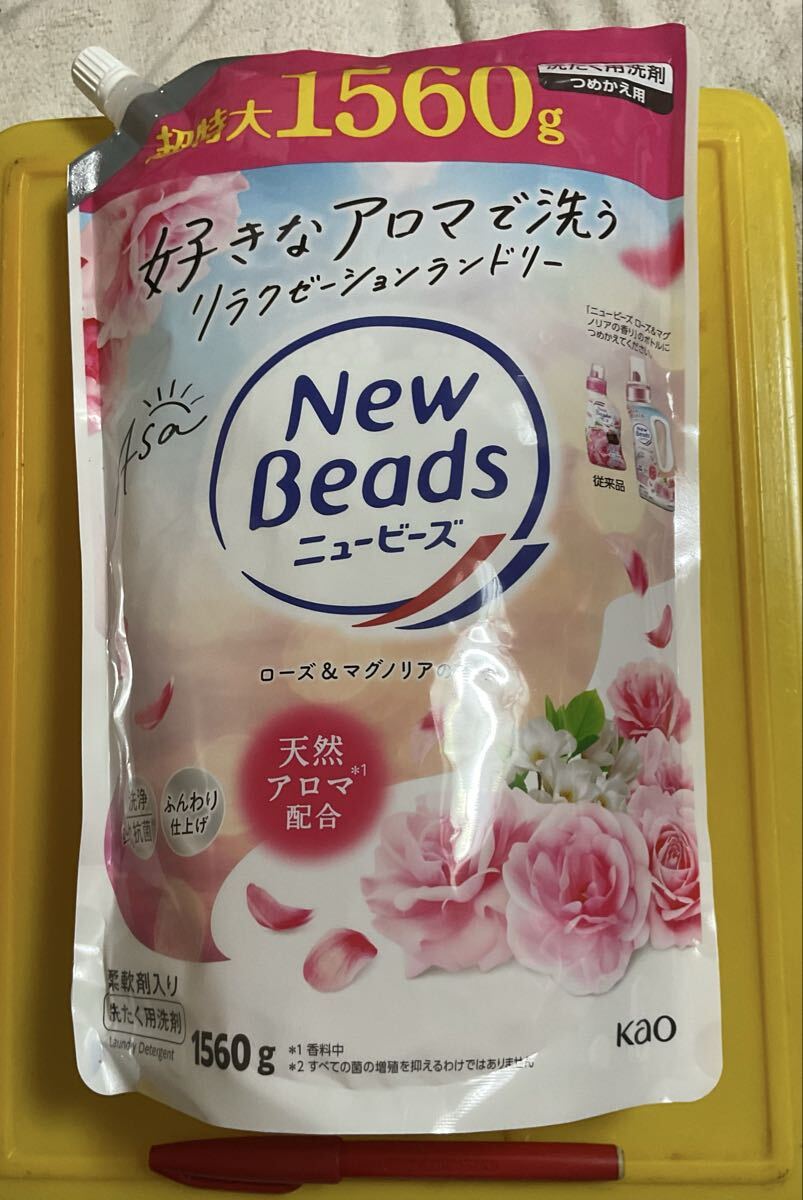 超特大1560g
洗たく用洗剤
つめかえ用
好きなアロマで洗う
リラクゼーションランドリー
「ニュービーズ ローズ&マグ
ノリアの香り」のボトルに
つめかえてください。
従来品
Asa
New
Beads
ニュービーズ
New
Beads
ローズ&マグノリアの
天然
アロマ*1
配合
洗浄
抗菌
ふんわり
仕上げ
柔軟剤入り
洗たく用洗剤
Laundry Detergent
1560g
*1 香料中
*2 すべての菌の増殖を抑えるわけではありません
Kao